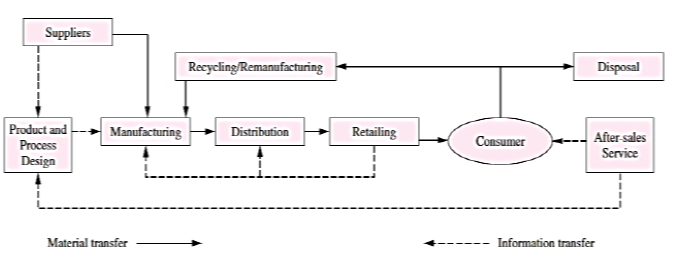 Suppliers
Recycling/Remanufacturing
Disposal
Product and
Process
Design
Manufacturing
Distribution
Retailing
Consumer
After-sales
Service
Material transfer
Information transfer